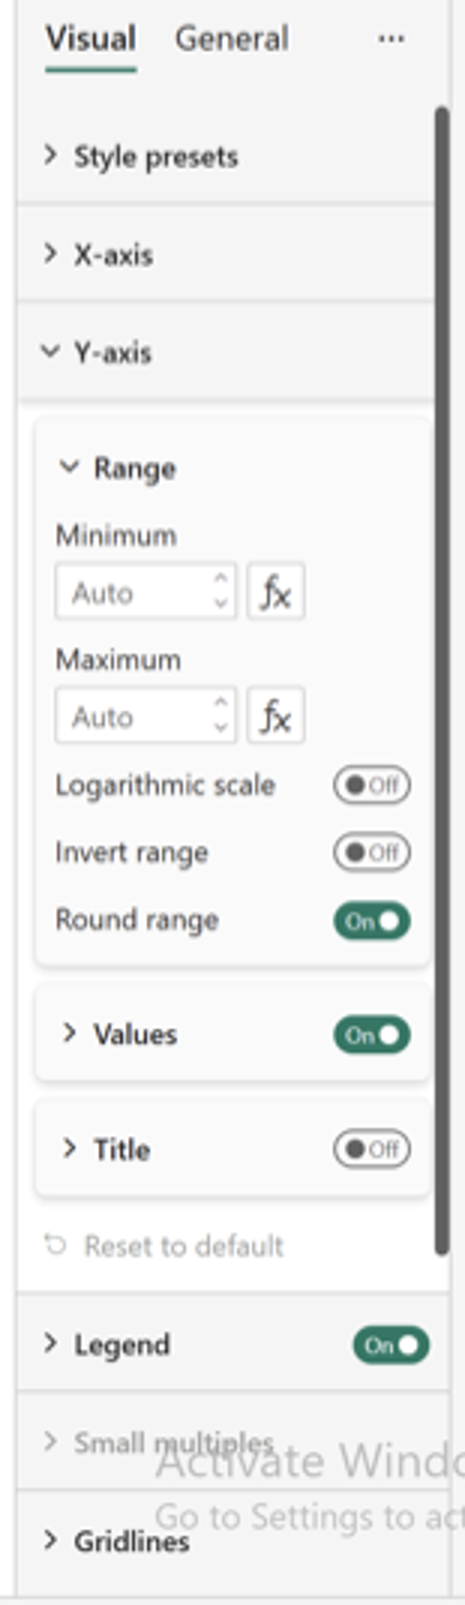 Visual General ...
Style presets
X-axis
Y-axis
Range
Minimum
Auto fx
Maximum
Auto fx
Logarithmic scale Off
Invert range Off
Round range On
Values On
Title Off
Reset to default
Legend On
Small multiples
Activate Windo
Go to Settings to act
Gridlines